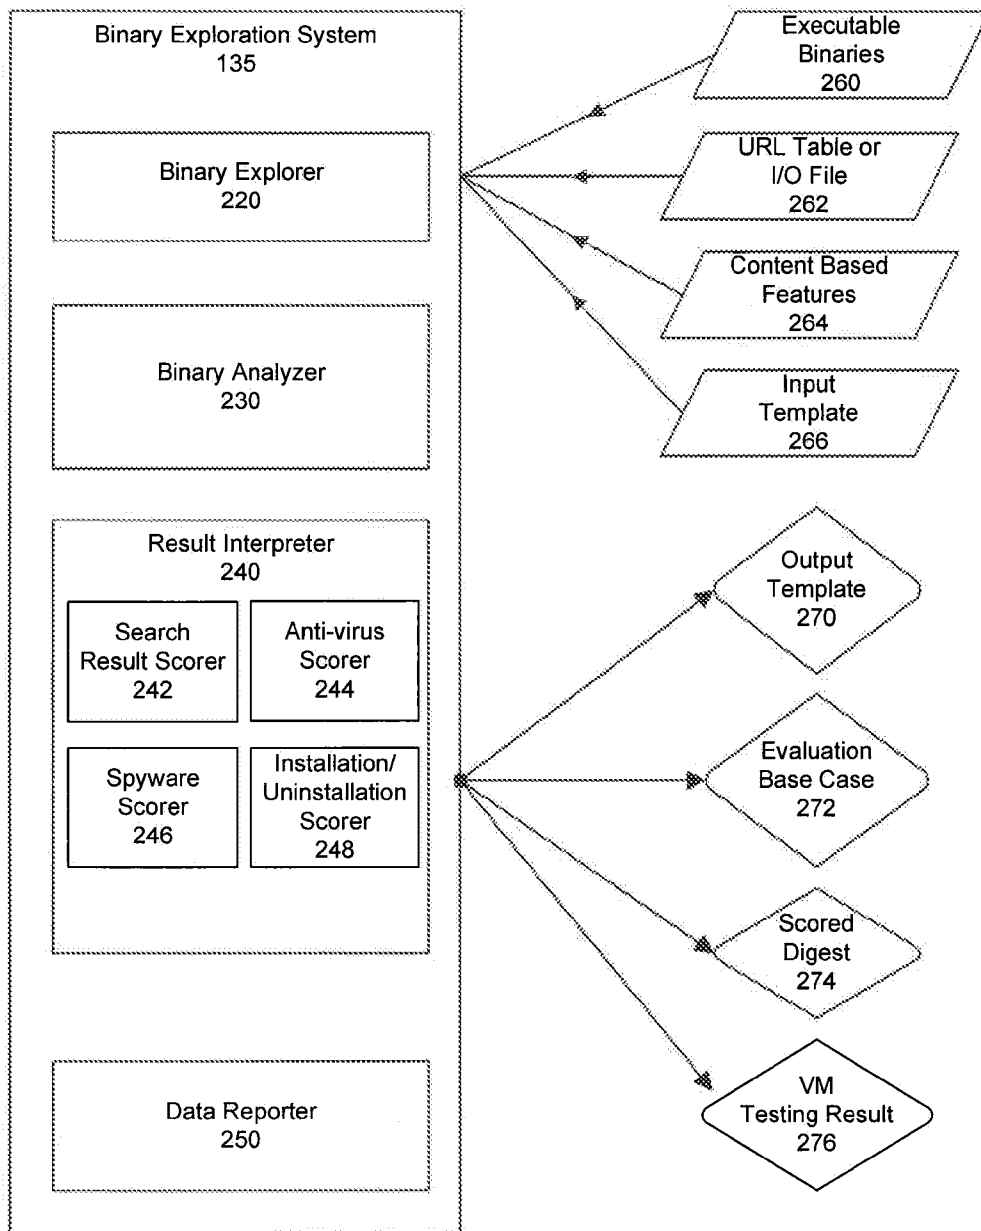 Binary Exploration System
135
Binary Explorer
220
Binary Analyzer
230
Result Interpreter
240
Search
Result Scorer
242
Anti-virus
Scorer
244
Spyware
Scorer
246
Installation/
Uninstallation
Scorer
248
Data Reporter
250
Executable
Binaries
260
URL Table or
I/O File
262
Content Based
Features
264
Input
Template
266
Output
Template
270
Evaluation
Base Case
272
Scored
Digest
274
VM
Testing Result
276